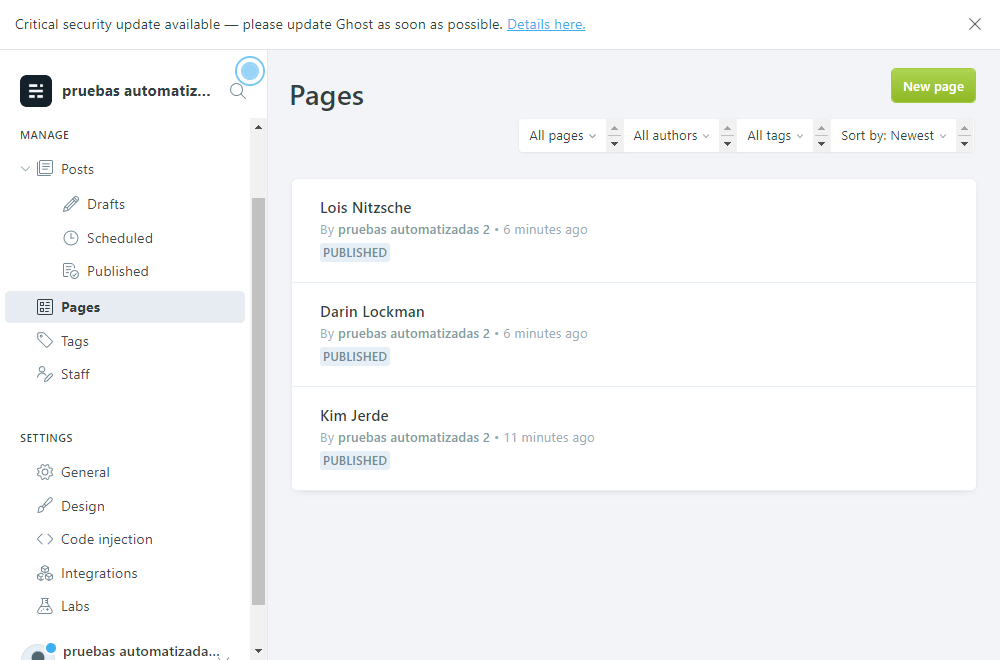 Critical security update available — please update Ghost as soon as possible. Details here.
pruebas automatiz...
MANAGE
Posts
Drafts
Scheduled
Published
Pages
Tags
Staff
SETTINGS
General
Design
Code injection
Integrations
Labs
pruebas automatizada...
Pages
New page
All pages
All authors
All tags
Sort by: Newest
Lois Nitzsche
By pruebas automatizadas 2 • 6 minutes ago
PUBLISHED
Darin Lockman
By pruebas automatizadas 2 • 6 minutes ago
PUBLISHED
Kim Jerde
By pruebas automatizadas 2 • 11 minutes ago
PUBLISHED